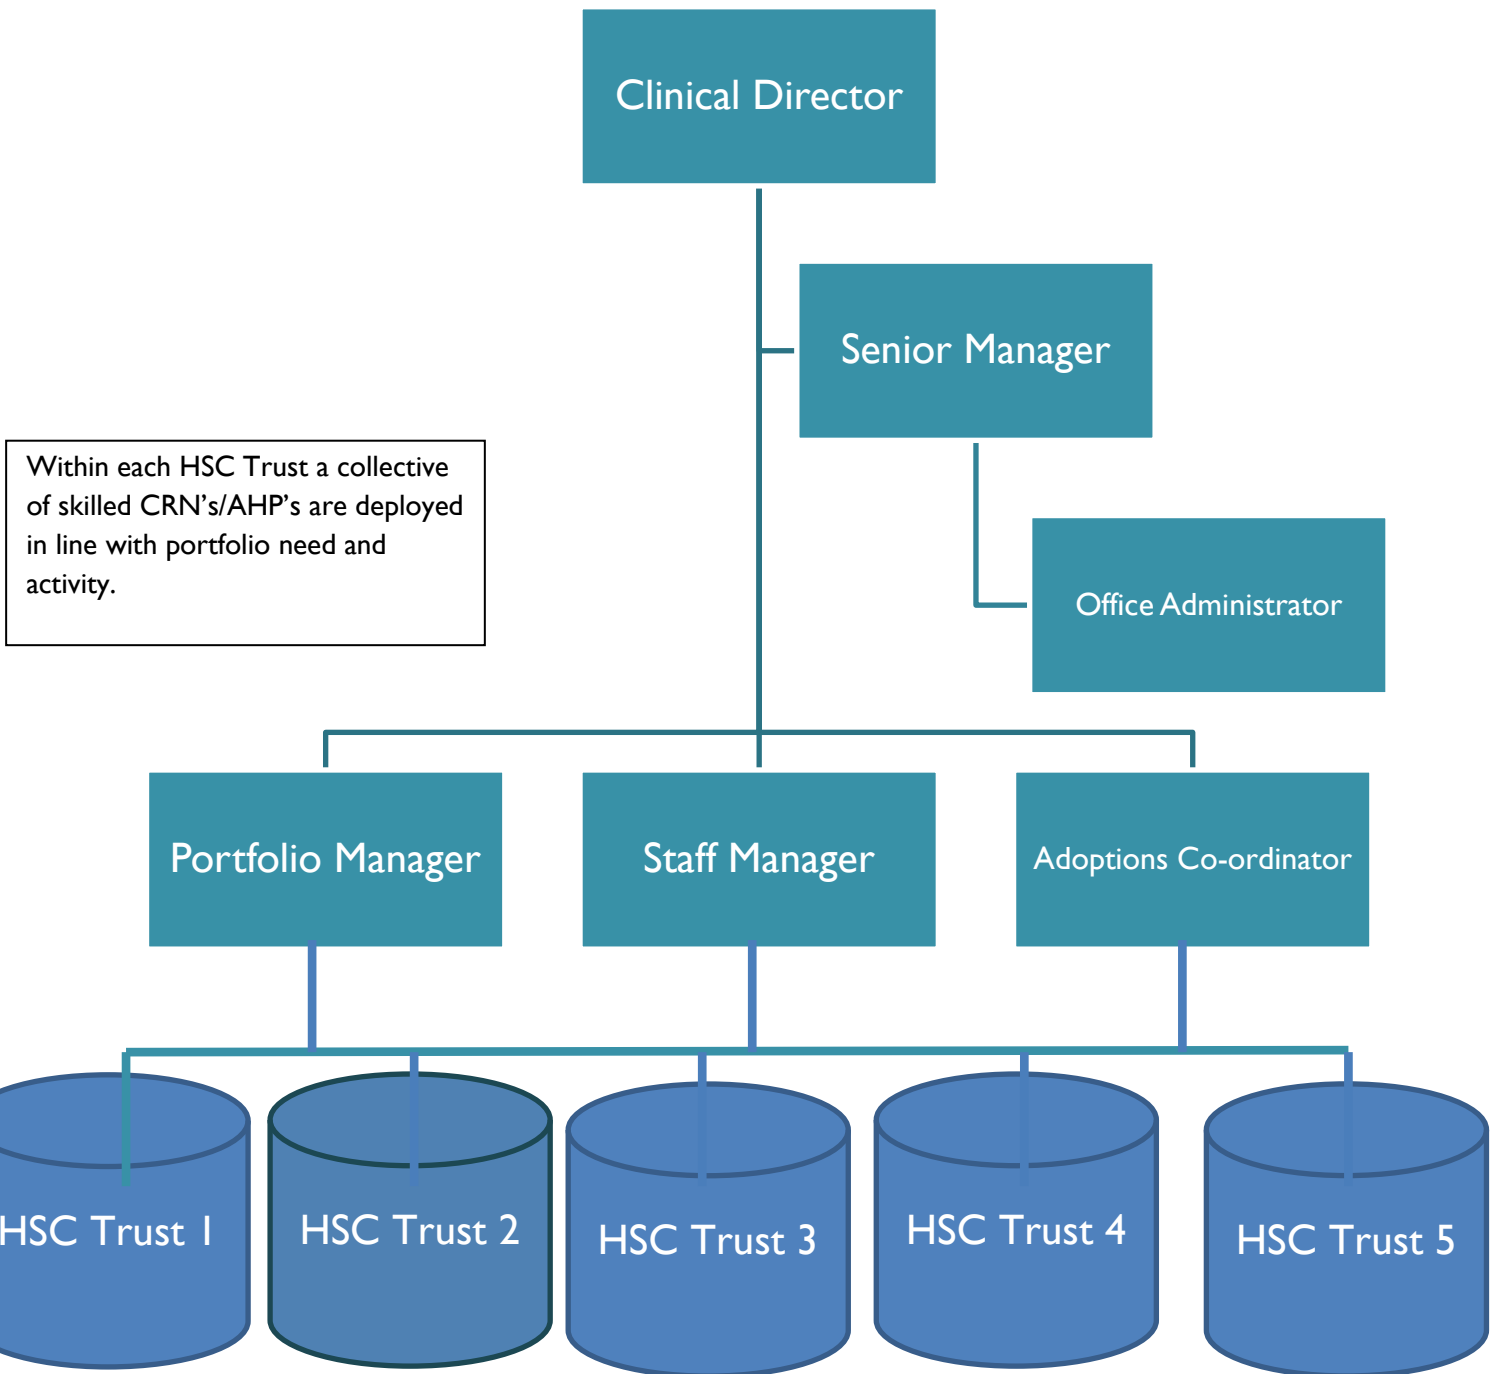 Clinical Director
Senior Manager
Within each HSC Trust a collective
of skilled CRN’s/AHP’s are deployed
in line with portfolio need and
activity.
Office Administrator
Portfolio Manager
Staff Manager
Adoptions Co-ordinator
HSC Trust 1
HSC Trust 2
HSC Trust 3
HSC Trust 4
HSC Trust 5